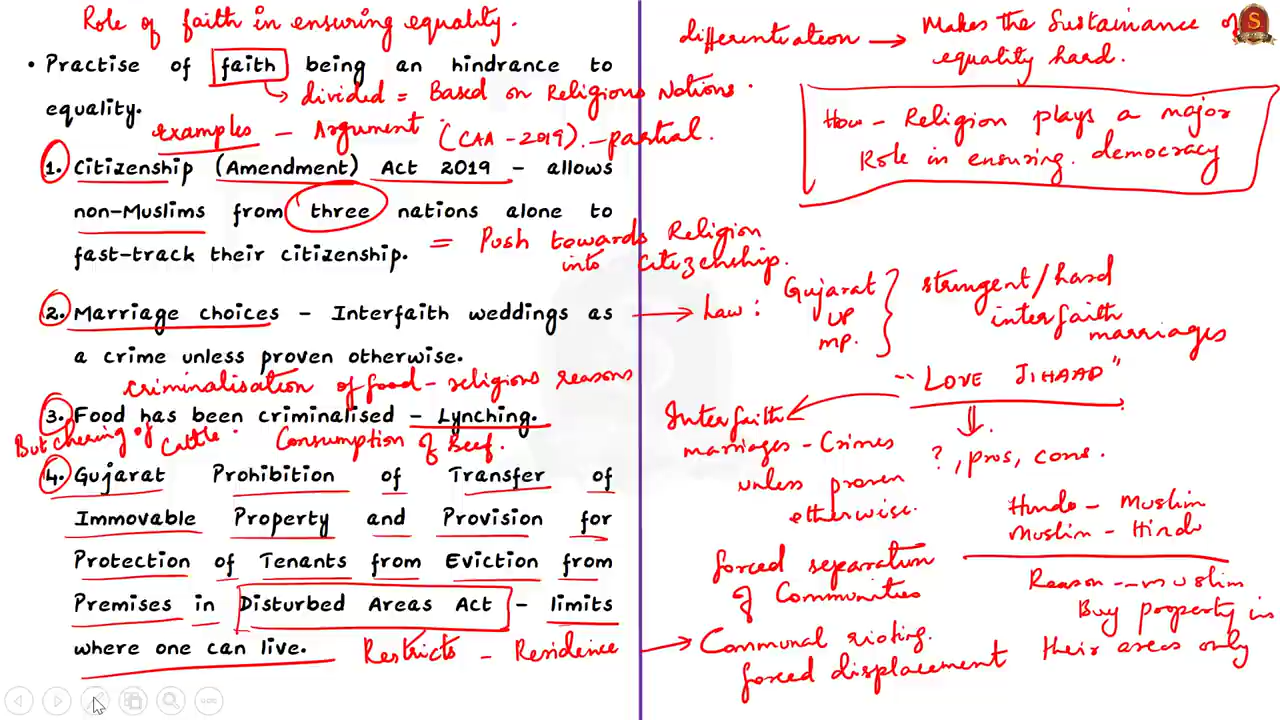 Role of faith in ensuring equality.
• Practise of faith being an hindrance to
equality.
→ divided = Based on Religious Notions.
examples - Argument (CAA - 2019). - partial.
1. Citizenship (Amendment) Act 2019 - allows
non-Muslims from three nations alone to
fast-track their citizenship.
= Push towards Religion
into citizenship.
2. Marriage choices - Interfaith weddings as
a crime unless proven otherwise.
criminalisation of food - religious reasons
3. Food has been criminalised - Lynching.
Butchering of Cattle. Consumption of Beef.
4. Gujarat Prohibition of Transfer of
Immovable Property and Provision for
Protection of Tenants from Eviction from
Premises in Disturbed Areas Act - limits
where one can live. Restricts - Residence
differentiation → Makes the Sustainance of
equality hard.
How - Religion plays a major
Role in ensuring. democracy
→ Law :
Gujarat
UP
MP.
stringent/hard
interfaith
marriages
"LOVE JIHAAD"
?, pros, cons.
Interfaith
marriages - Crimes
unless proven
otherwise.
Hindu - Muslim
Muslim - Hindu
forced separation
of Communities
Reason - muslim
Buy property in
their areas only
→ Communal rioting.
forced displacement
S